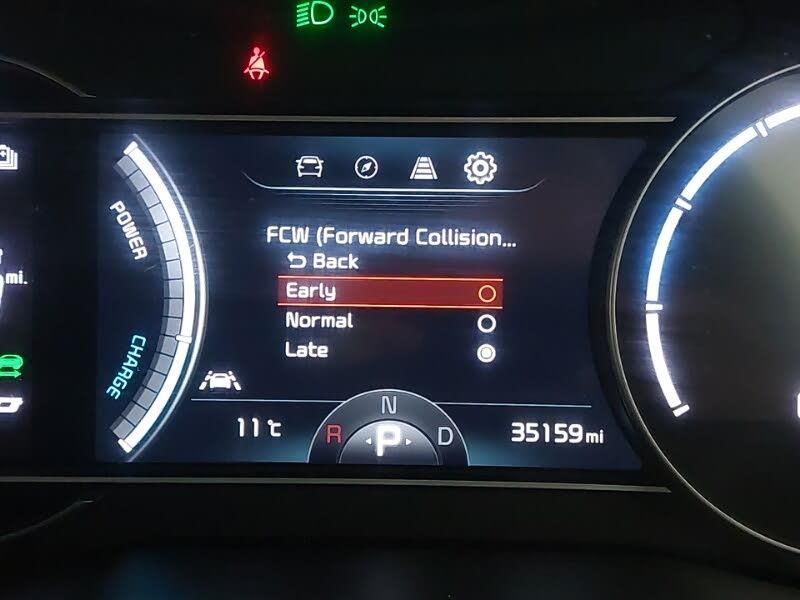 FCW (Forward Collision...
Back
Early
Normal
Late
POWER
CHARGE
mi.
N
R
P
D
11℃
35159mi